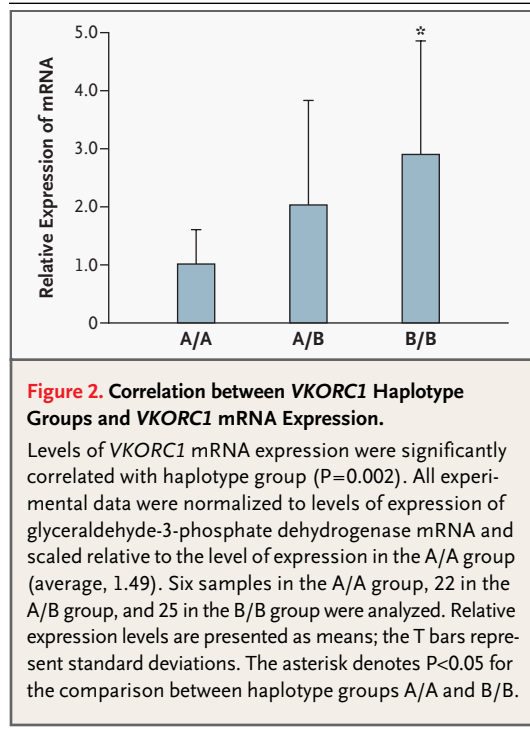 5.0
4.0
3.0
2.0
1.0
0
Relative Expression of mRNA
*
A/A A/B B/B
Figure 2. Correlation between VKORC1 Haplotype
Groups and VKORC1 mRNA Expression.
Levels of VKORC1 mRNA expression were significantly
correlated with haplotype group (P=0.002). All experi-
mental data were normalized to levels of expression of
glyceraldehyde-3-phosphate dehydrogenase mRNA and
scaled relative to the level of expression in the A/A group
(average, 1.49). Six samples in the A/A group, 22 in the
A/B group, and 25 in the B/B group were analyzed. Relative
expression levels are presented as means; the T bars repre-
sent standard deviations. The asterisk denotes P<0.05 for
the comparison between haplotype groups A/A and B/B.